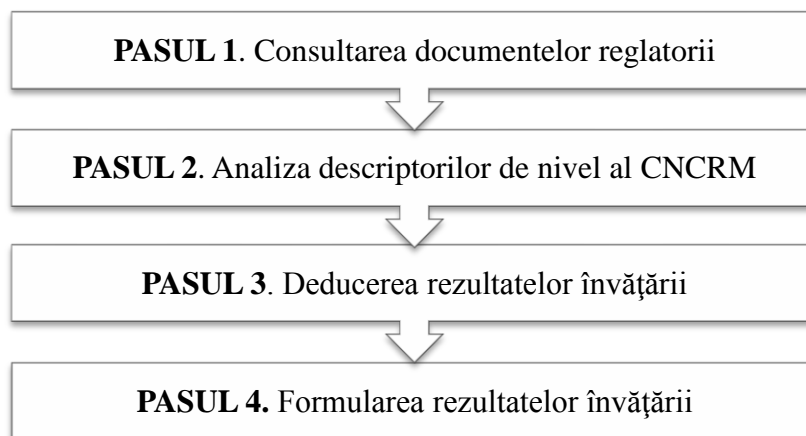 PASUL 1. Consultarea documentelor reglatorii
PASUL 2. Analiza descriptorilor de nivel al CNCRM
PASUL 3. Deducerea rezultatelor învăţării
PASUL 4. Formularea rezultatelor învăţării